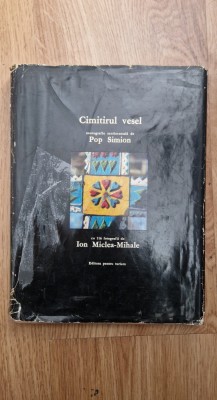 Cimitirul vesel
monografie sentimentală de
Pop Simion
cu 116 fotografii de
Ion Miclea-Mihale
Editura pentru turism